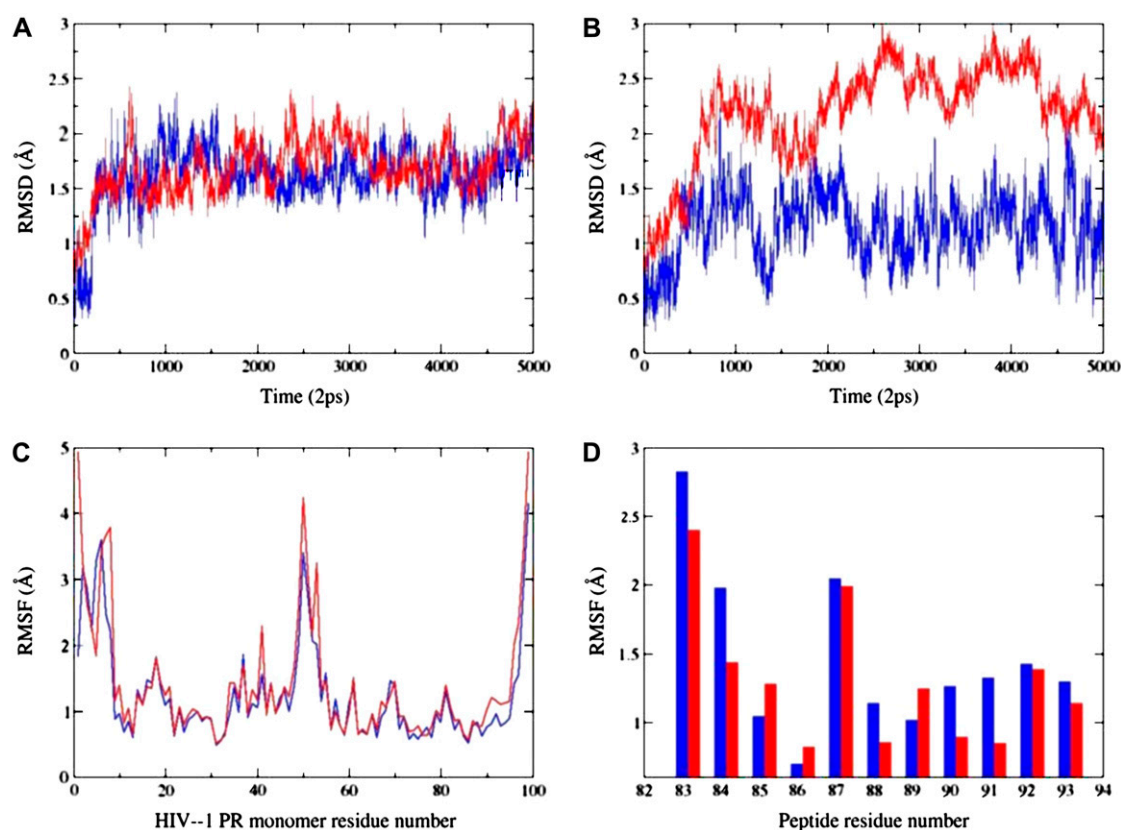 A
B
3
2.5
2
1.5
1
0.5
0
RMSD (Å)
0 1000 2000 3000 4000 5000
Time (2ps)
3
2.5
2
1.5
1
0.5
0
RMSD (Å)
0 1000 2000 3000 4000 5000
Time (2ps)
C
D
5
4
3
2
1
0
RMSF (Å)
0 20 40 60 80 100
HIV--1 PR monomer residue number
3
2.5
2
1.5
1
RMSF (Å)
82 83 84 85 86 87 88 89 90 91 92 93 94
Peptide residue number